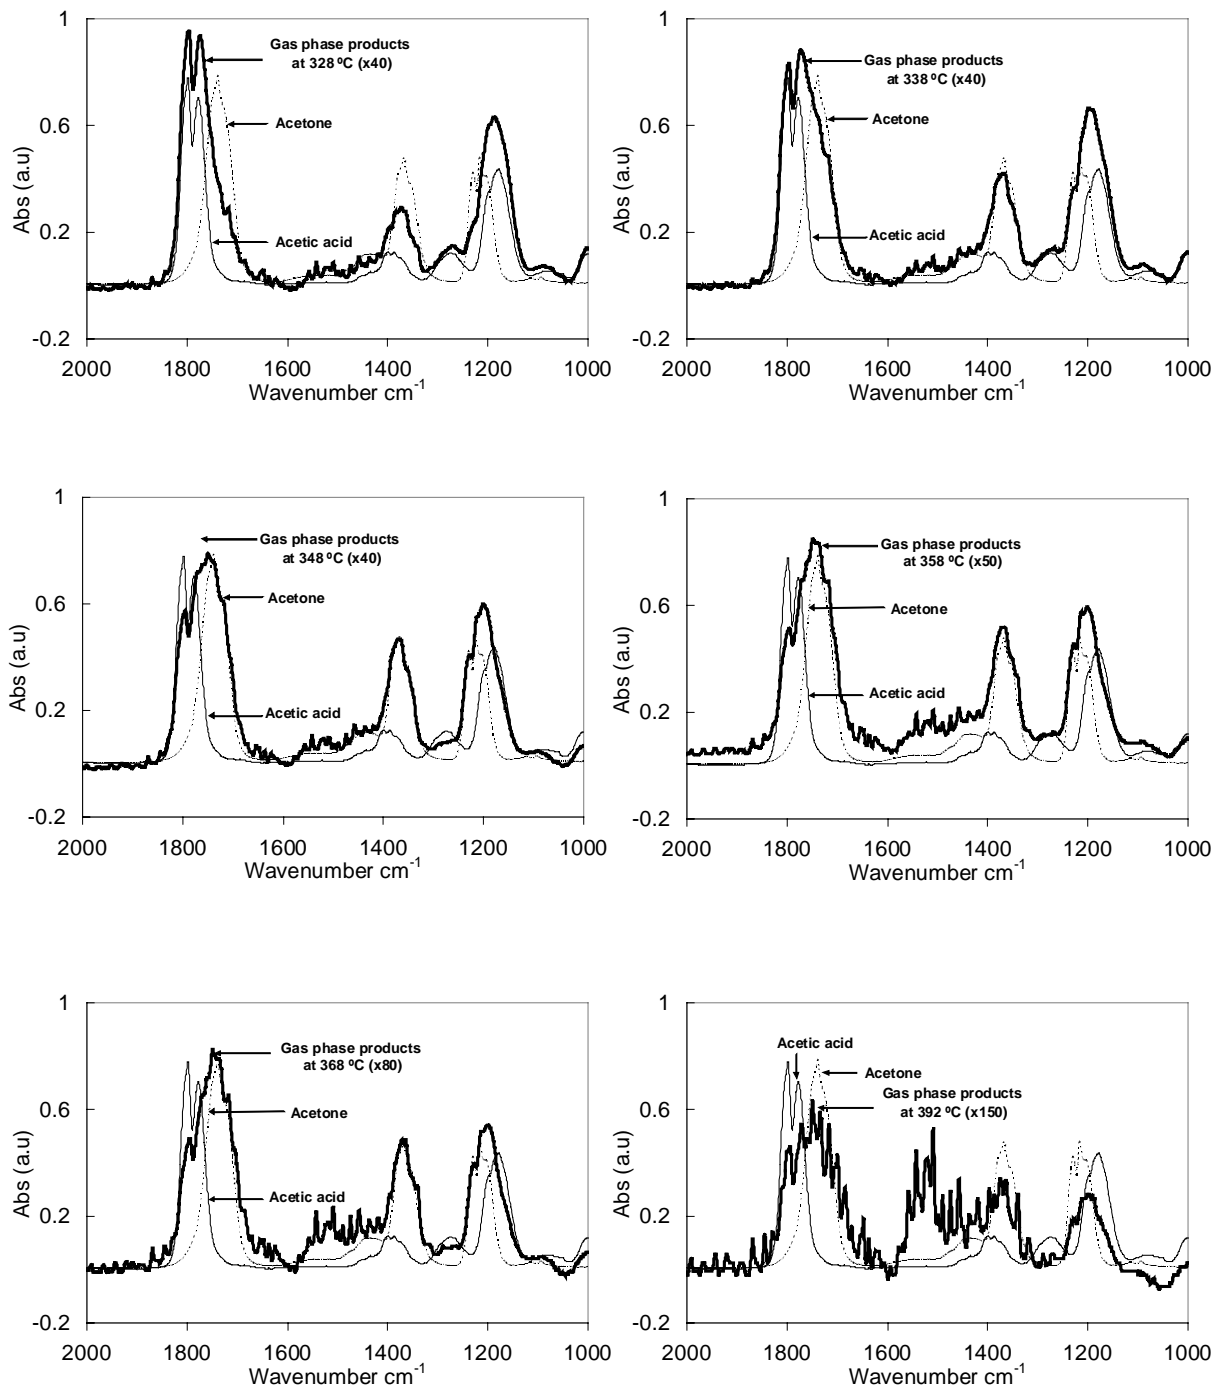 1
0.6
0.2
-0.2
Abs (a.u)
Gas phase products
at 328 ºC (x40)
Acetone
Acetic acid
2000 1800 1600 1400 1200 1000
Wavenumber cm-1
1
0.6
0.2
-0.2
Abs (a.u)
Gas phase products
at 338 ºC (x40)
Acetone
Acetic acid
2000 1800 1600 1400 1200 1000
Wavenumber cm-1
1
0.6
0.2
-0.2
Abs (a.u)
Gas phase products
at 348 ºC (x40)
Acetone
Acetic acid
2000 1800 1600 1400 1200 1000
Wavenumber cm-1
1
0.6
0.2
-0.2
Abs (a.u)
Gas phase products
at 358 ºC (x50)
Acetone
Acetic acid
2000 1800 1600 1400 1200 1000
Wavenumber cm-1
1
0.6
0.2
-0.2
Abs (a.u)
Gas phase products
at 368 ºC (x80)
Acetone
Acetic acid
2000 1800 1600 1400 1200 1000
Wavenumber cm-1
1
0.6
0.2
-0.2
Abs (a.u)
Acetic acid
Acetone
Gas phase products
at 392 ºC (x150)
2000 1800 1600 1400 1200 1000
Wavenumber cm-1